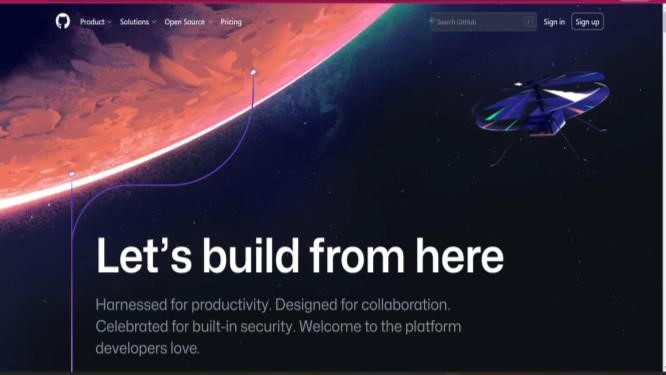 Product Solutions Open Source Pricing Search GitHub / Sign in Sign up
Let's build from here
Harnessed for productivity. Designed for collaboration.
Celebrated for built-in security. Welcome to the platform
developers love.